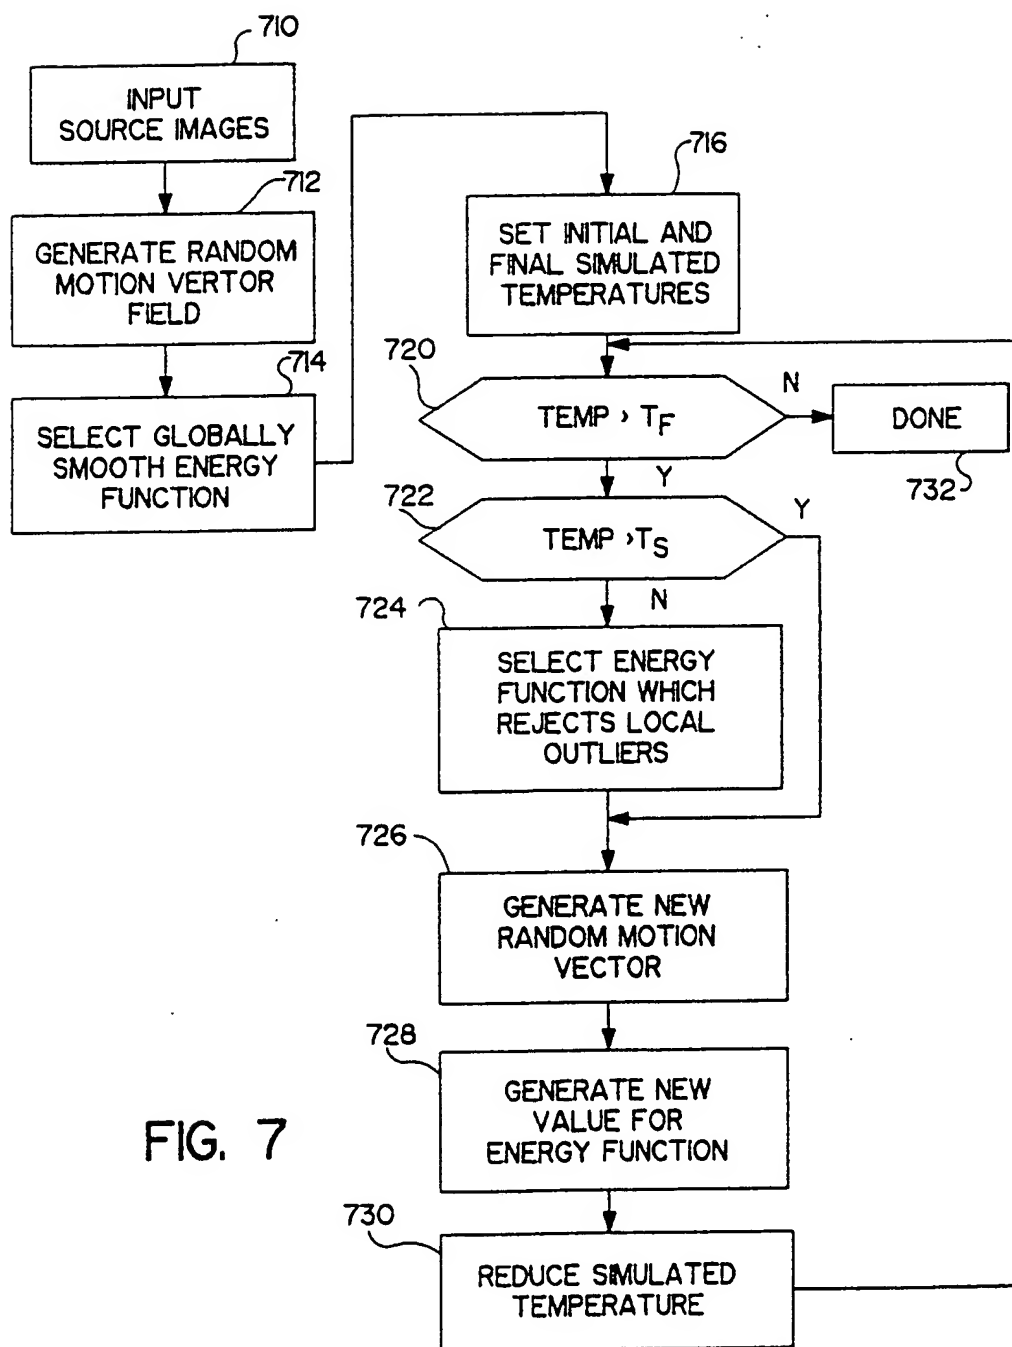 710
INPUT
SOURCE IMAGES
712
GENERATE RANDOM
MOTION VERTOR
FIELD
714
SELECT GLOBALLY
SMOOTH ENERGY
FUNCTION
716
SET INITIAL AND
FINAL SIMULATED
TEMPERATURES
720
TEMP > TF
N
DONE
732
Y
722
TEMP >TS
Y
N
724
SELECT ENERGY
FUNCTION WHICH
REJECTS LOCAL
OUTLIERS
726
GENERATE NEW
RANDOM MOTION
VECTOR
728
GENERATE NEW
VALUE FOR
ENERGY FUNCTION
730
REDUCE SIMULATED
TEMPERATURE
FIG. 7